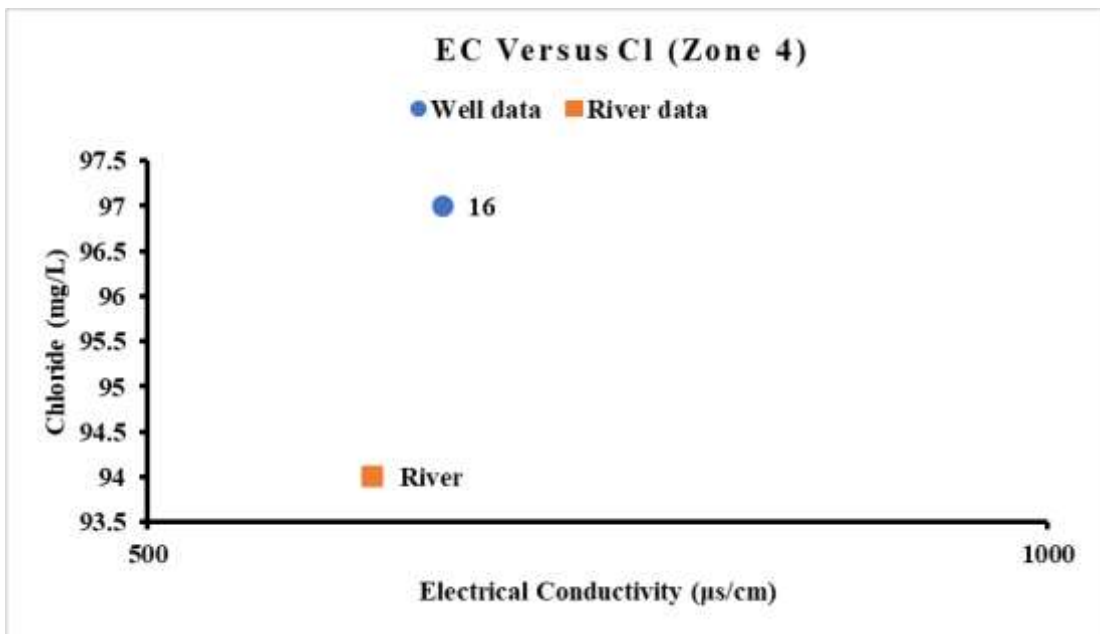 EC Versus Cl (Zone 4)
Well data River data
97.5
97
96.5
96
95.5
95
94.5
94
93.5
Chloride (mg/L)
16
River
500 1000
Electrical Conductivity (µs/cm)